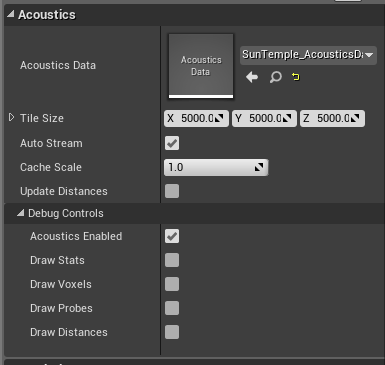 Acoustics
Acoustics Data
Acoustics
Data
SunTemple_AcousticsDa
Tile Size
X 5000.0 Y 5000.0 Z 5000.0
Auto Stream
Cache Scale
1.0
Update Distances
Debug Controls
Acoustics Enabled
Draw Stats
Draw Voxels
Draw Probes
Draw Distances